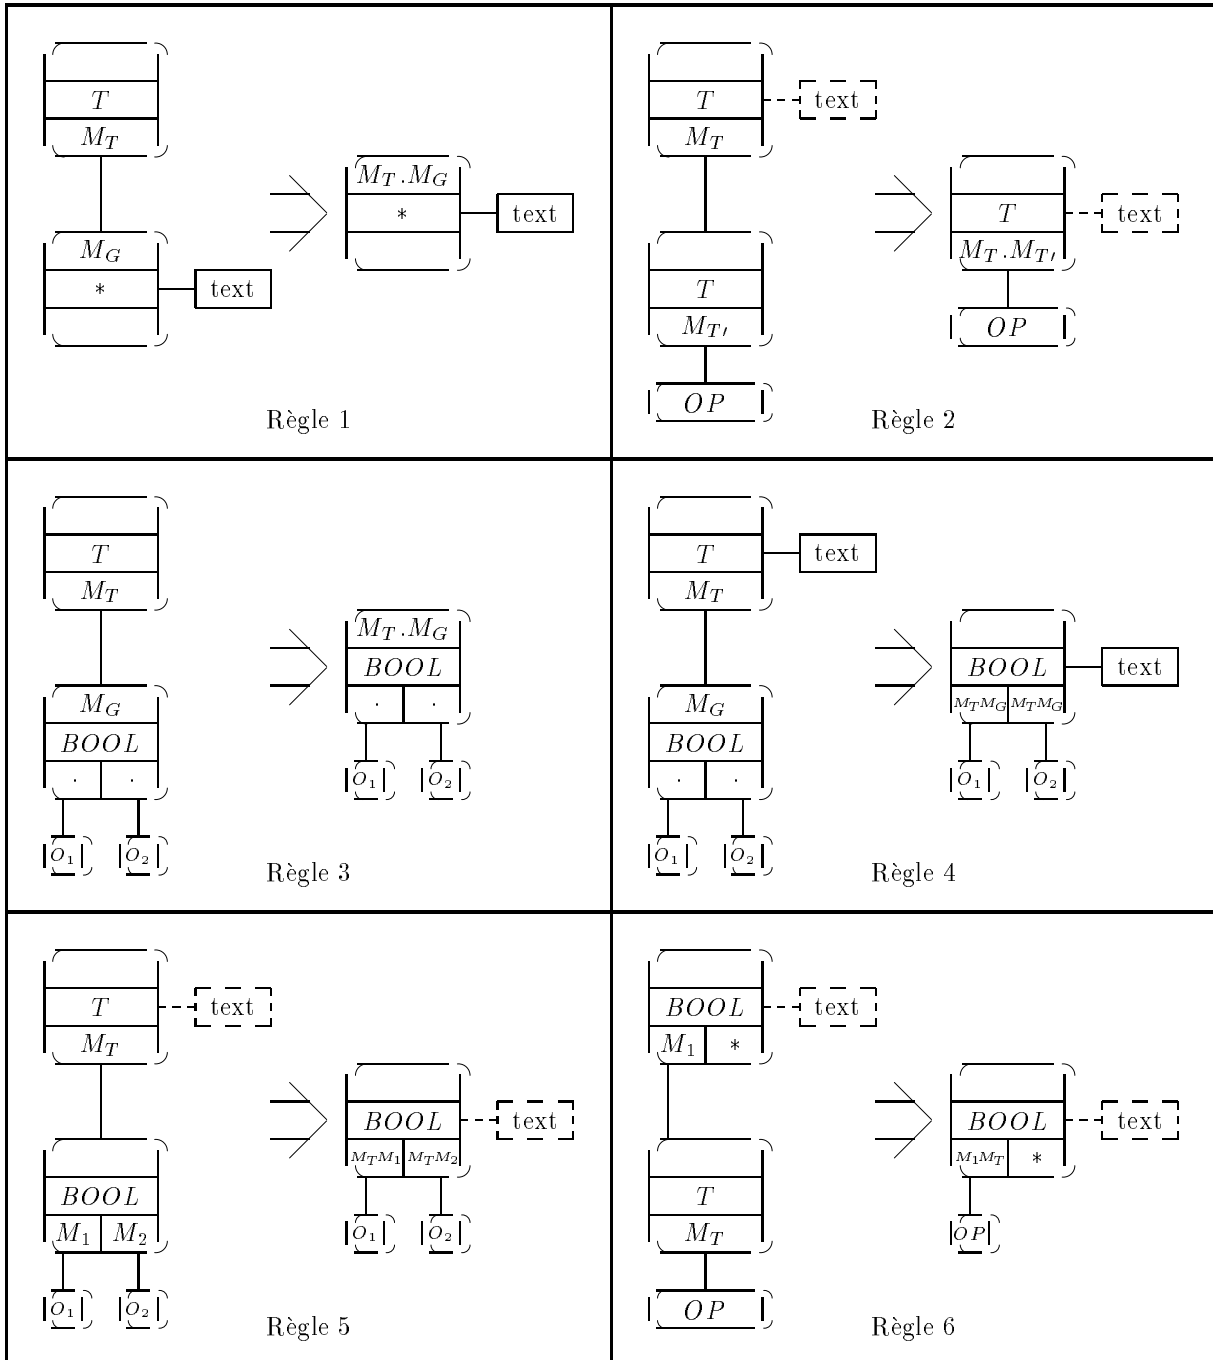 T
M_T
M_G
*
text
M_T.M_G
*
text
Règle 1
T
text
M_T
T
M_T'
OP
T
text
M_T.M_T'
OP
Règle 2
T
M_T
M_G
BOOL
. .
O_1 O_2
M_T.M_G
BOOL
. .
O_1 O_2
Règle 3
T
text
M_T
M_G
BOOL
. .
O_1 O_2
BOOL
text
M_TM_G M_TM_G
O_1 O_2
Règle 4
T
text
M_T
BOOL
M_1 M_2
O_1 O_2
BOOL
text
M_TM_1 M_TM_2
O_1 O_2
Règle 5
BOOL
text
M_1 *
T
M_T
OP
BOOL
text
M_1M_T *
OP
Règle 6